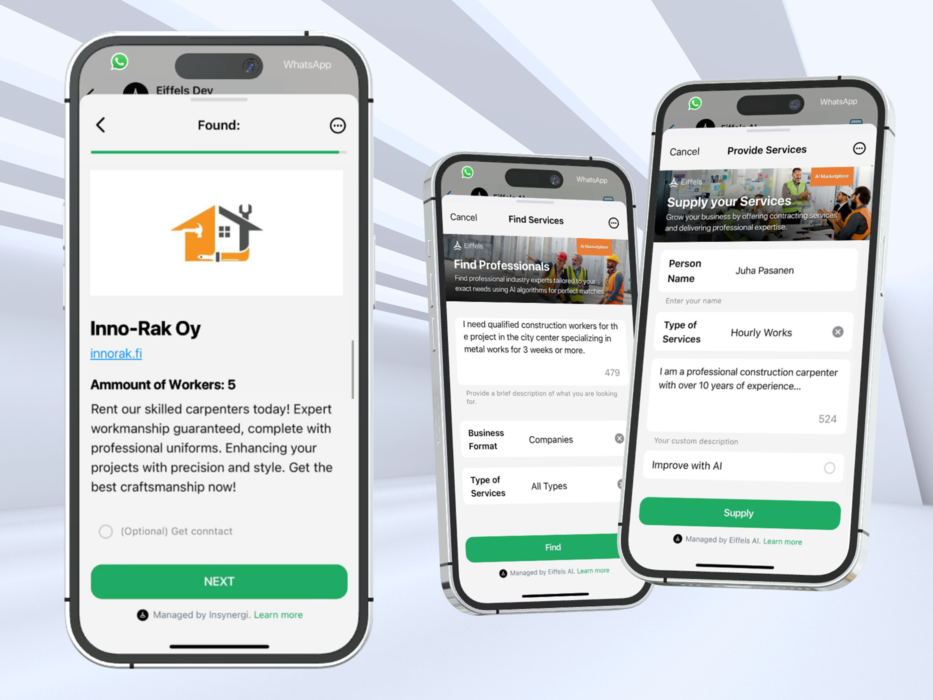 WhatsApp
Eiffels Dev
Found:
Inno-Rak Oy
innorak.fi
Ammount of Workers: 5
Rent our skilled carpenters today! Expert
workmanship guaranteed, complete with
professional uniforms. Enhancing your
projects with precision and style. Get the
best craftsmanship now!
(Optional) Get conntact
NEXT
Managed by Insynergi. Learn more
WhatsApp
Cancel
Find Services
Eiffels
AI Marketplace
Find Professionals
Find professional industry experts tailored to your
exact needs using AI algorithms for perfect matches
I need qualified construction workers for th
e project in the city center specializing in
metal works for 3 weeks or more.
479
Provide a brief description of what you are looking
for.
Business
Format
Companies
Type of
Services
All Types
Find
Managed by Eiffels AI. Learn more
WhatsApp
Cancel
Provide Services
Eiffels
AI Marketplace
Supply your Services
Grow your business by offering contracting services
and delivering professional expertise.
Person
Name
Juha Pasanen
Enter your name
Type of
Services
Hourly Works
I am a professional construction carpenter
with over 10 years of experience...
524
Your custom description
Improve with AI
Supply
Managed by Eiffels AI. Learn more